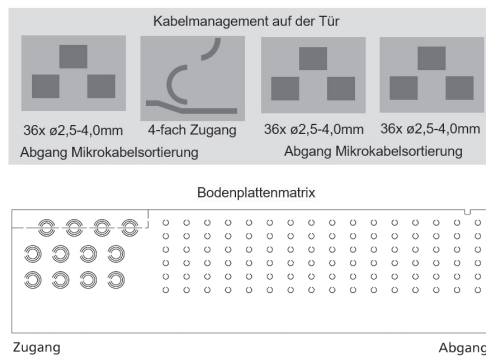 Kabelmanagement auf der Tür
36x ø2,5-4,0mm 4-fach Zugang 36x ø2,5-4,0mm 36x ø2,5-4,0mm
Abgang Mikrokabelsortierung Abgang Mikrokabelsortierung
Bodenplattenmatrix
Zugang Abgang